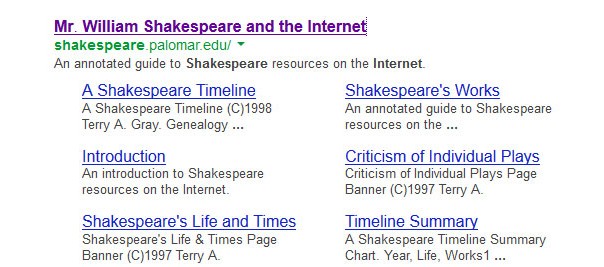 Mr. William Shakespeare and the Internet
shakespeare.palomar.edu/
An annotated guide to Shakespeare resources on the Internet.
A Shakespeare Timeline
A Shakespeare Timeline (C)1998
Terry A. Gray. Genealogy ...
Shakespeare's Works
An annotated guide to Shakespeare
resources on the ...
Introduction
An introduction to Shakespeare
resources on the Internet.
Criticism of Individual Plays
Criticism of Individual Plays Page
Banner (C)1997 Terry A.
Shakespeare's Life and Times
Shakespeare's Life & Times Page
Banner (C)1997 Terry A.
Timeline Summary
A Shakespeare Timeline Summary
Chart. Year, Life, Works1 ...